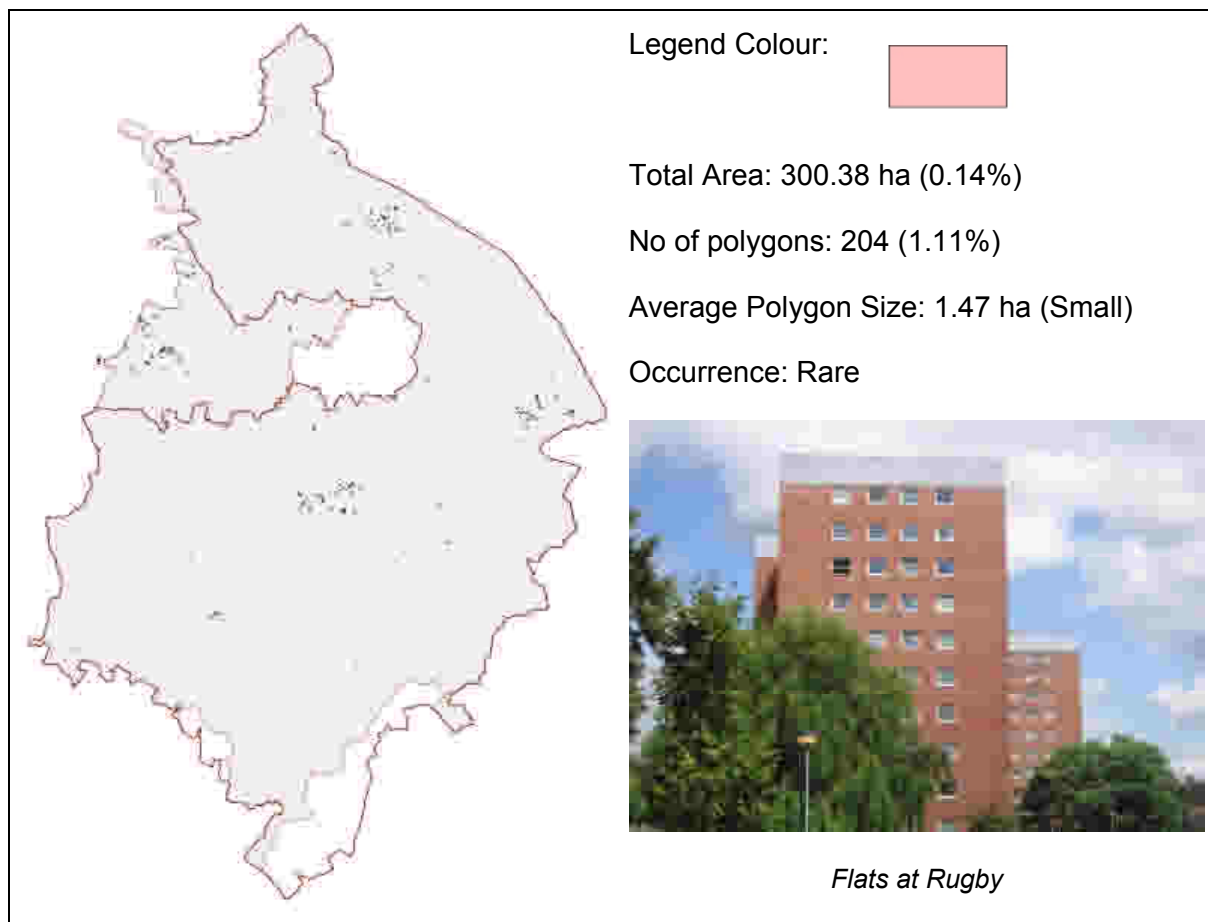 Legend Colour:
Total Area: 300.38 ha (0.14%)
No of polygons: 204 (1.11%)
Average Polygon Size: 1.47 ha (Small)
Occurrence: Rare
Flats at Rugby